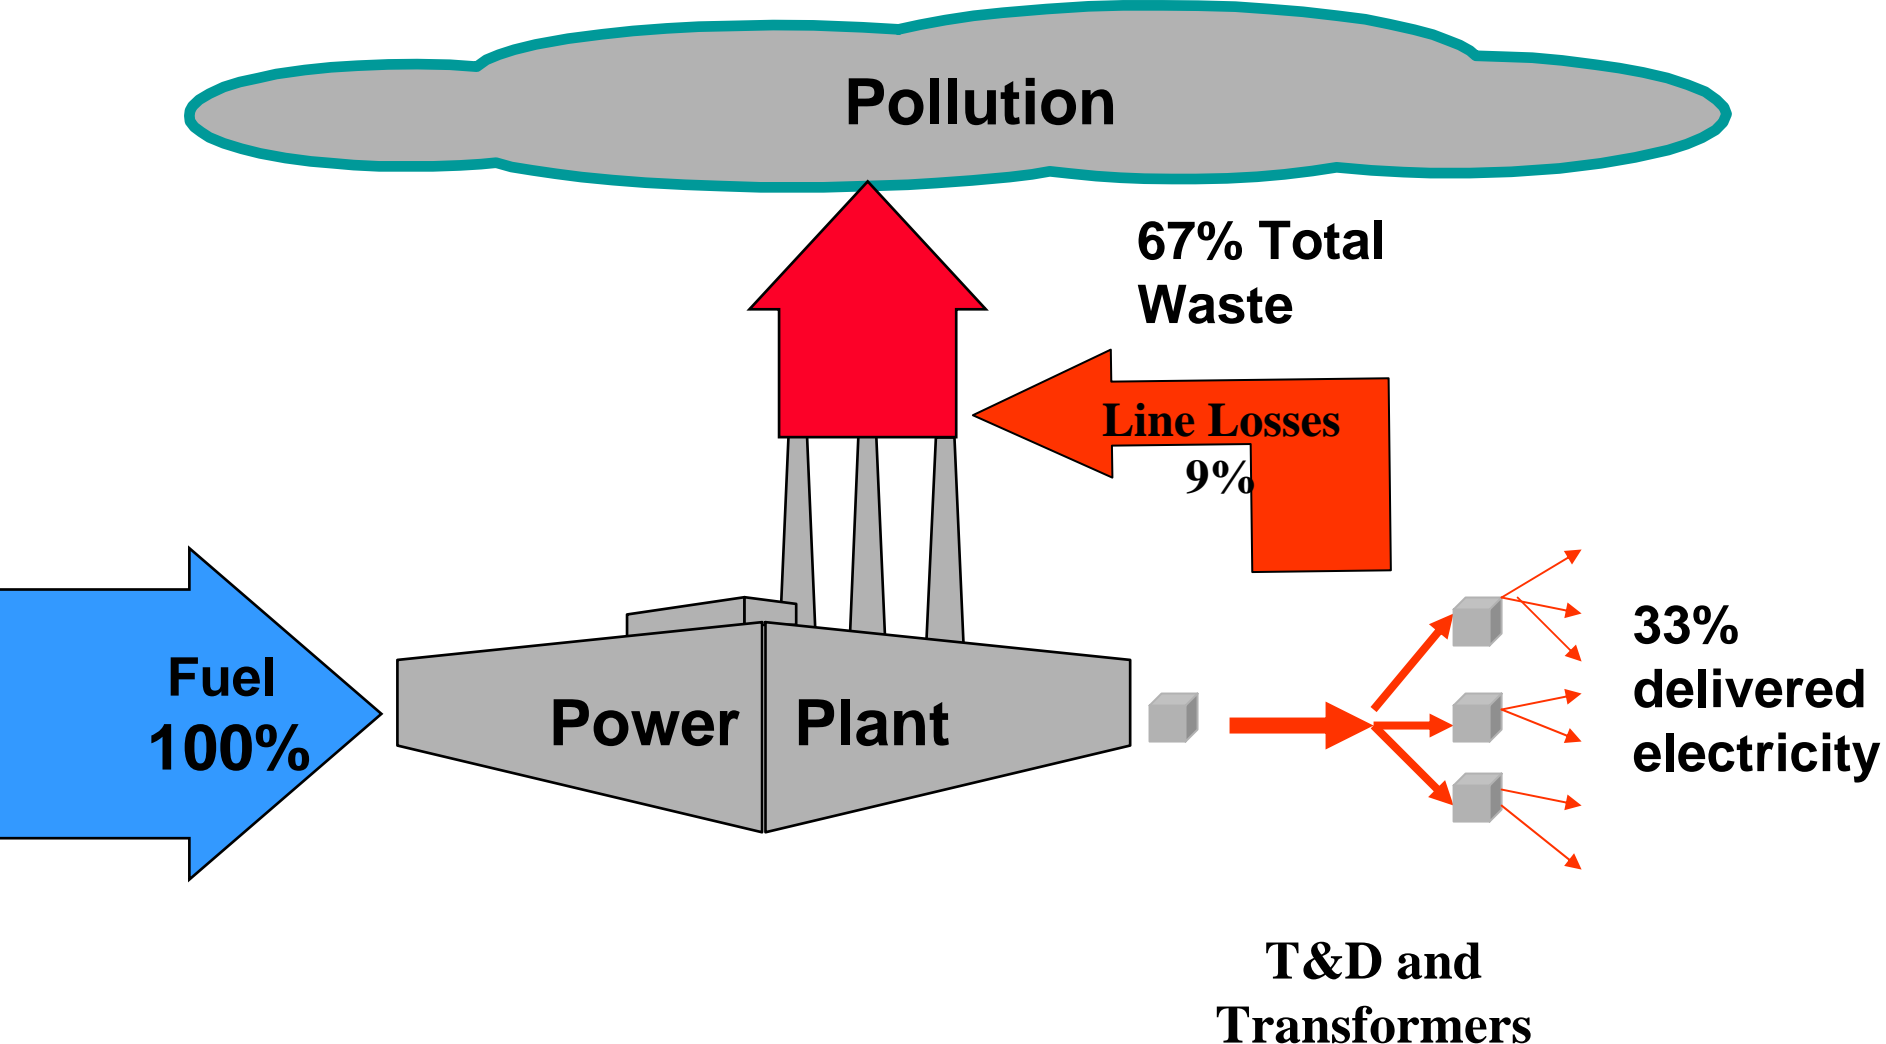 Pollution
67% Total
Waste
Line Losses
9%
Fuel
100%
Power Plant
33%
delivered
electricity
T&D and
Transformers